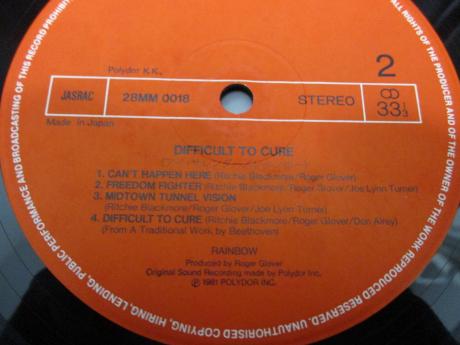 Polydor K.K.,
2
JASRAC
28MM 0018
STEREO
33 1/3
Made in Japan
DIFFICULT TO CURE
1. CAN'T HAPPEN HERE (Ritchie Blackmore/Roger Glover)
2. FREEDOM FIGHTER (Ritchie Blackmore/Roger Glover/Joe Lynn Turner)
3. MIDTOWN TUNNEL VISION
(Ritchie Blackmore/Roger Glover/Joe Lynn Turner)
4. DIFFICULT TO CURE (Ritchie Blackmore/Roger Glover/Don Airey)
(From A Traditional Work by Beethoven)
RAINBOW
Produced by Roger Glover
Original Sound Recording made by Polydor Inc.
℗ 1981 POLYDOR INC.
ALL RIGHTS OF THE PRODUCER AND OF THE OWNER OF THE WORK REPRODUCED RESERVED. UNAUTHORISED COPYING, HIRING, LENDING, PUBLIC PERFORMANCE AND BROADCASTING OF THIS RECORD PROHIBITED